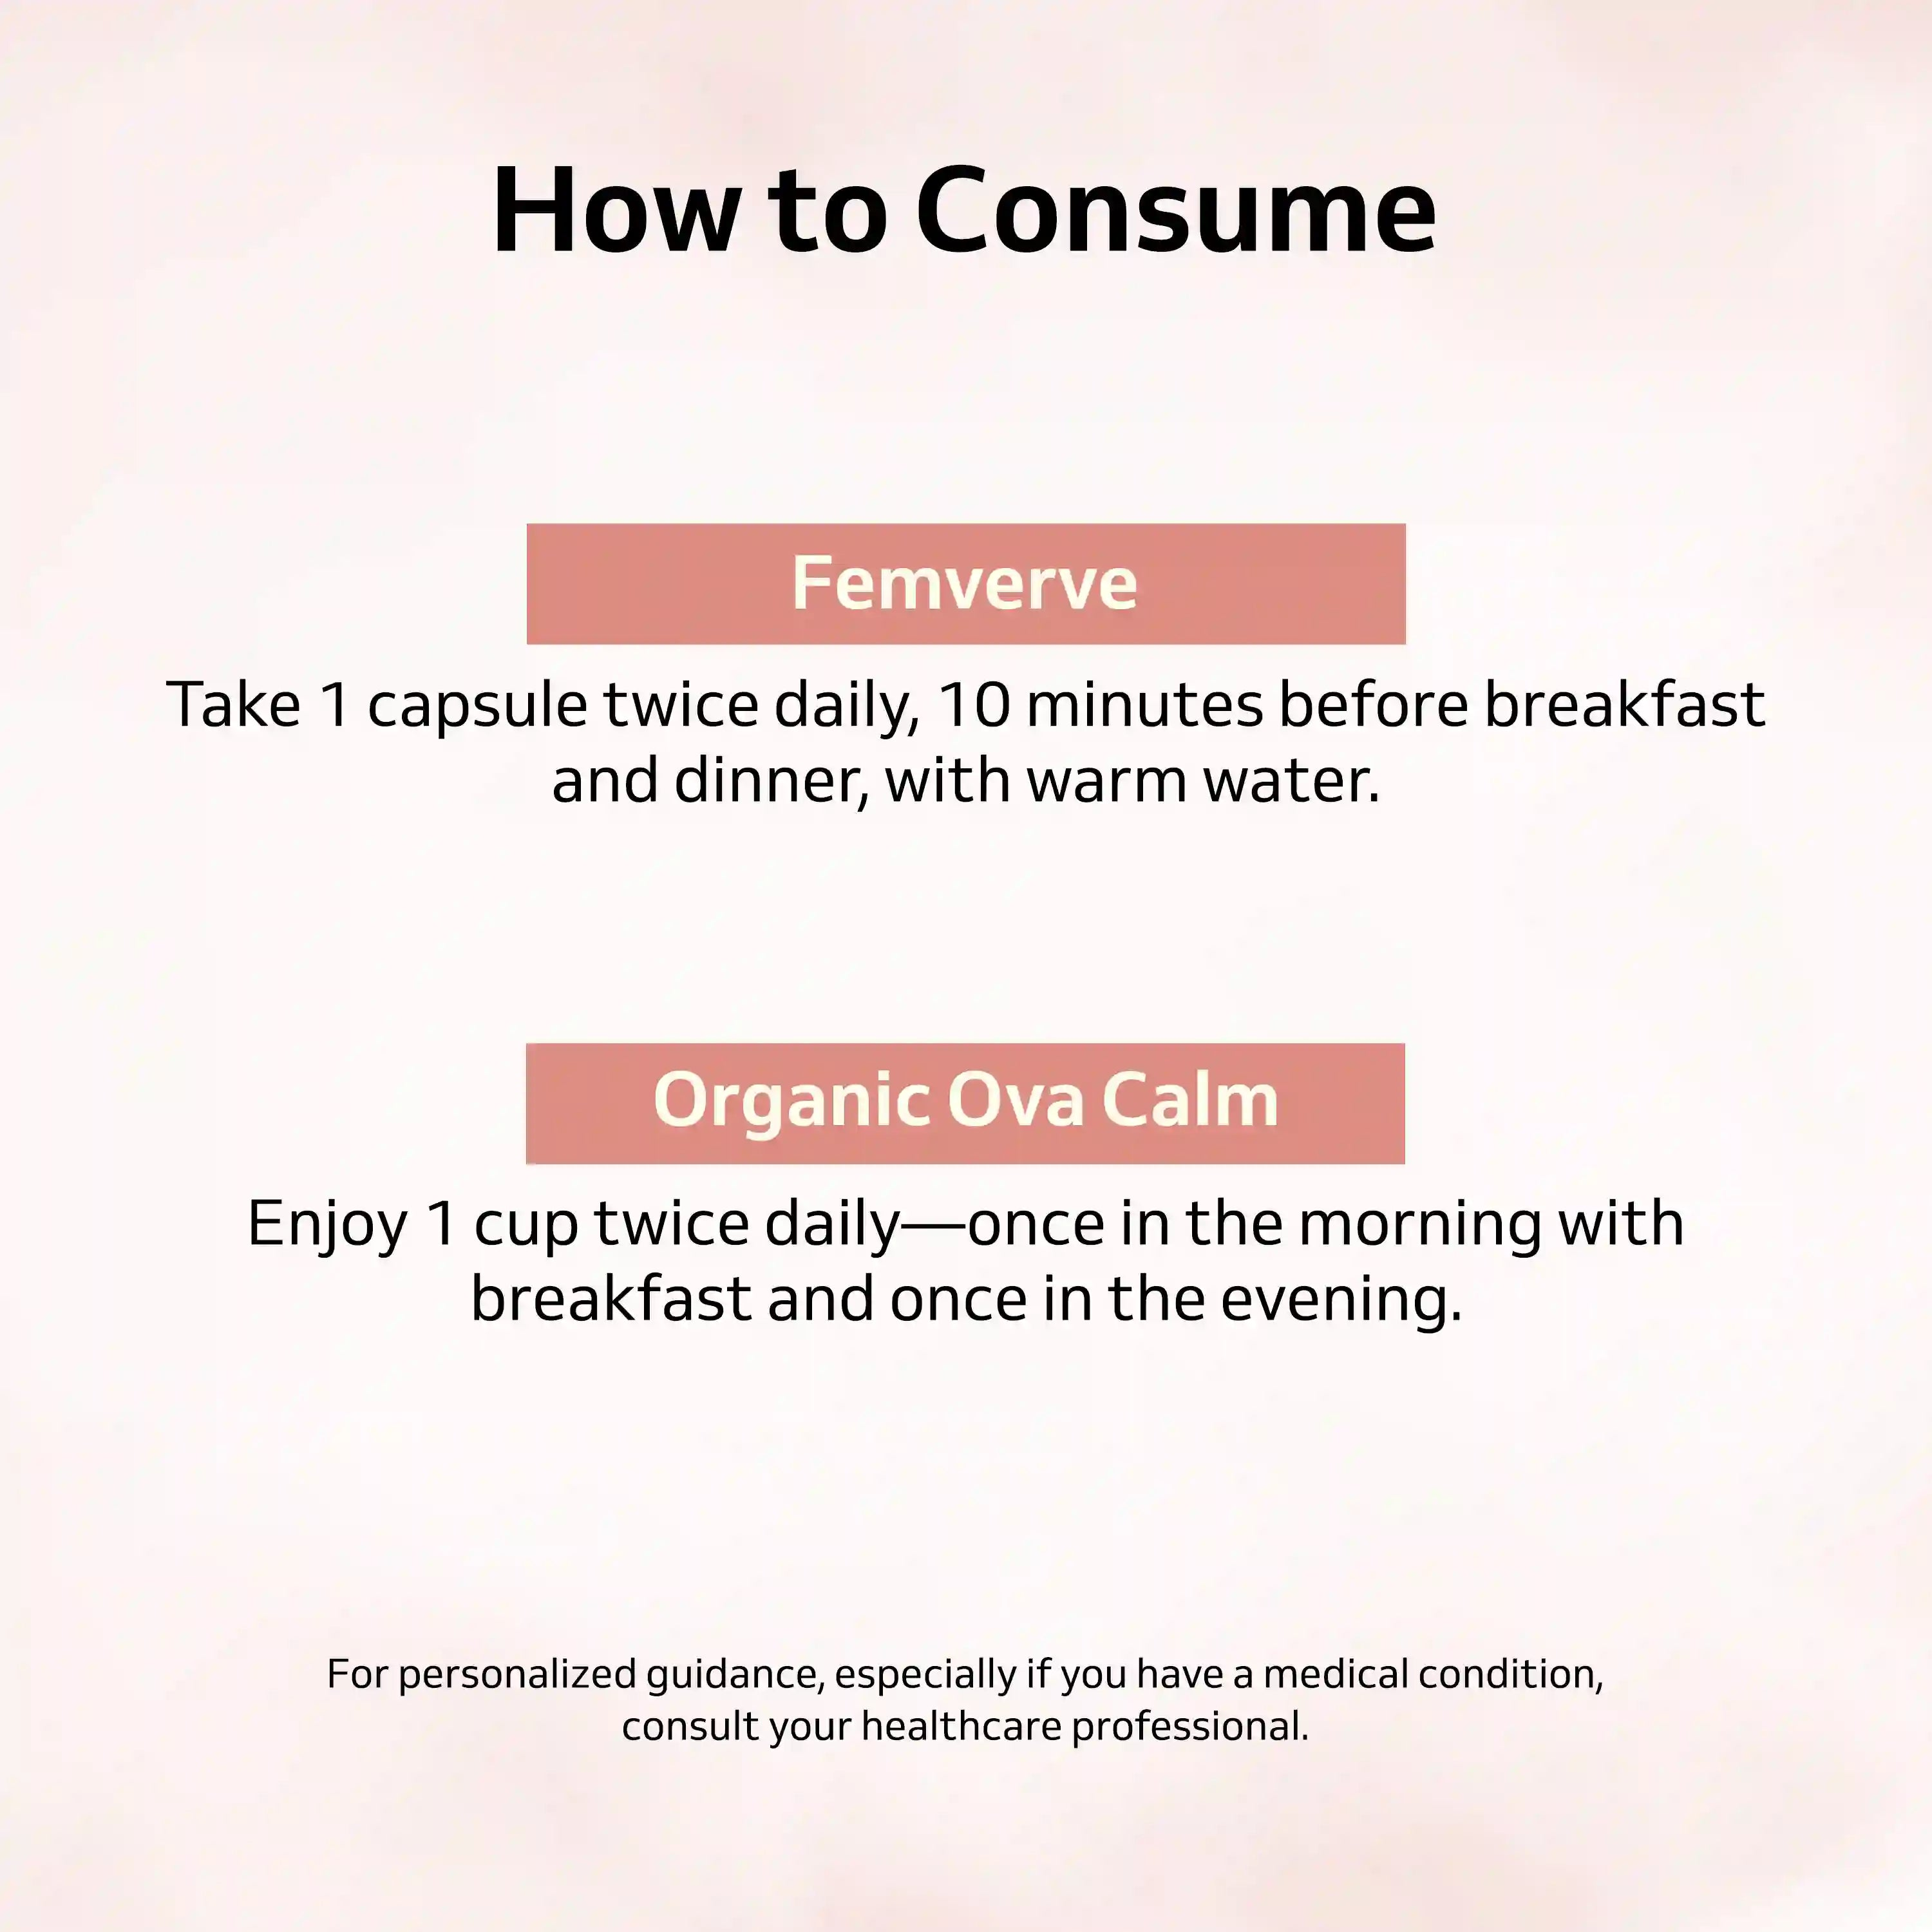 How to Consume
Femverve
Take 1 capsule twice daily, 10 minutes before breakfast
and dinner, with warm water.
Organic Ova Calm
Enjoy 1 cup twice daily—once in the morning with
breakfast and once in the evening.
For personalized guidance, especially if you have a medical condition,
consult your healthcare professional.